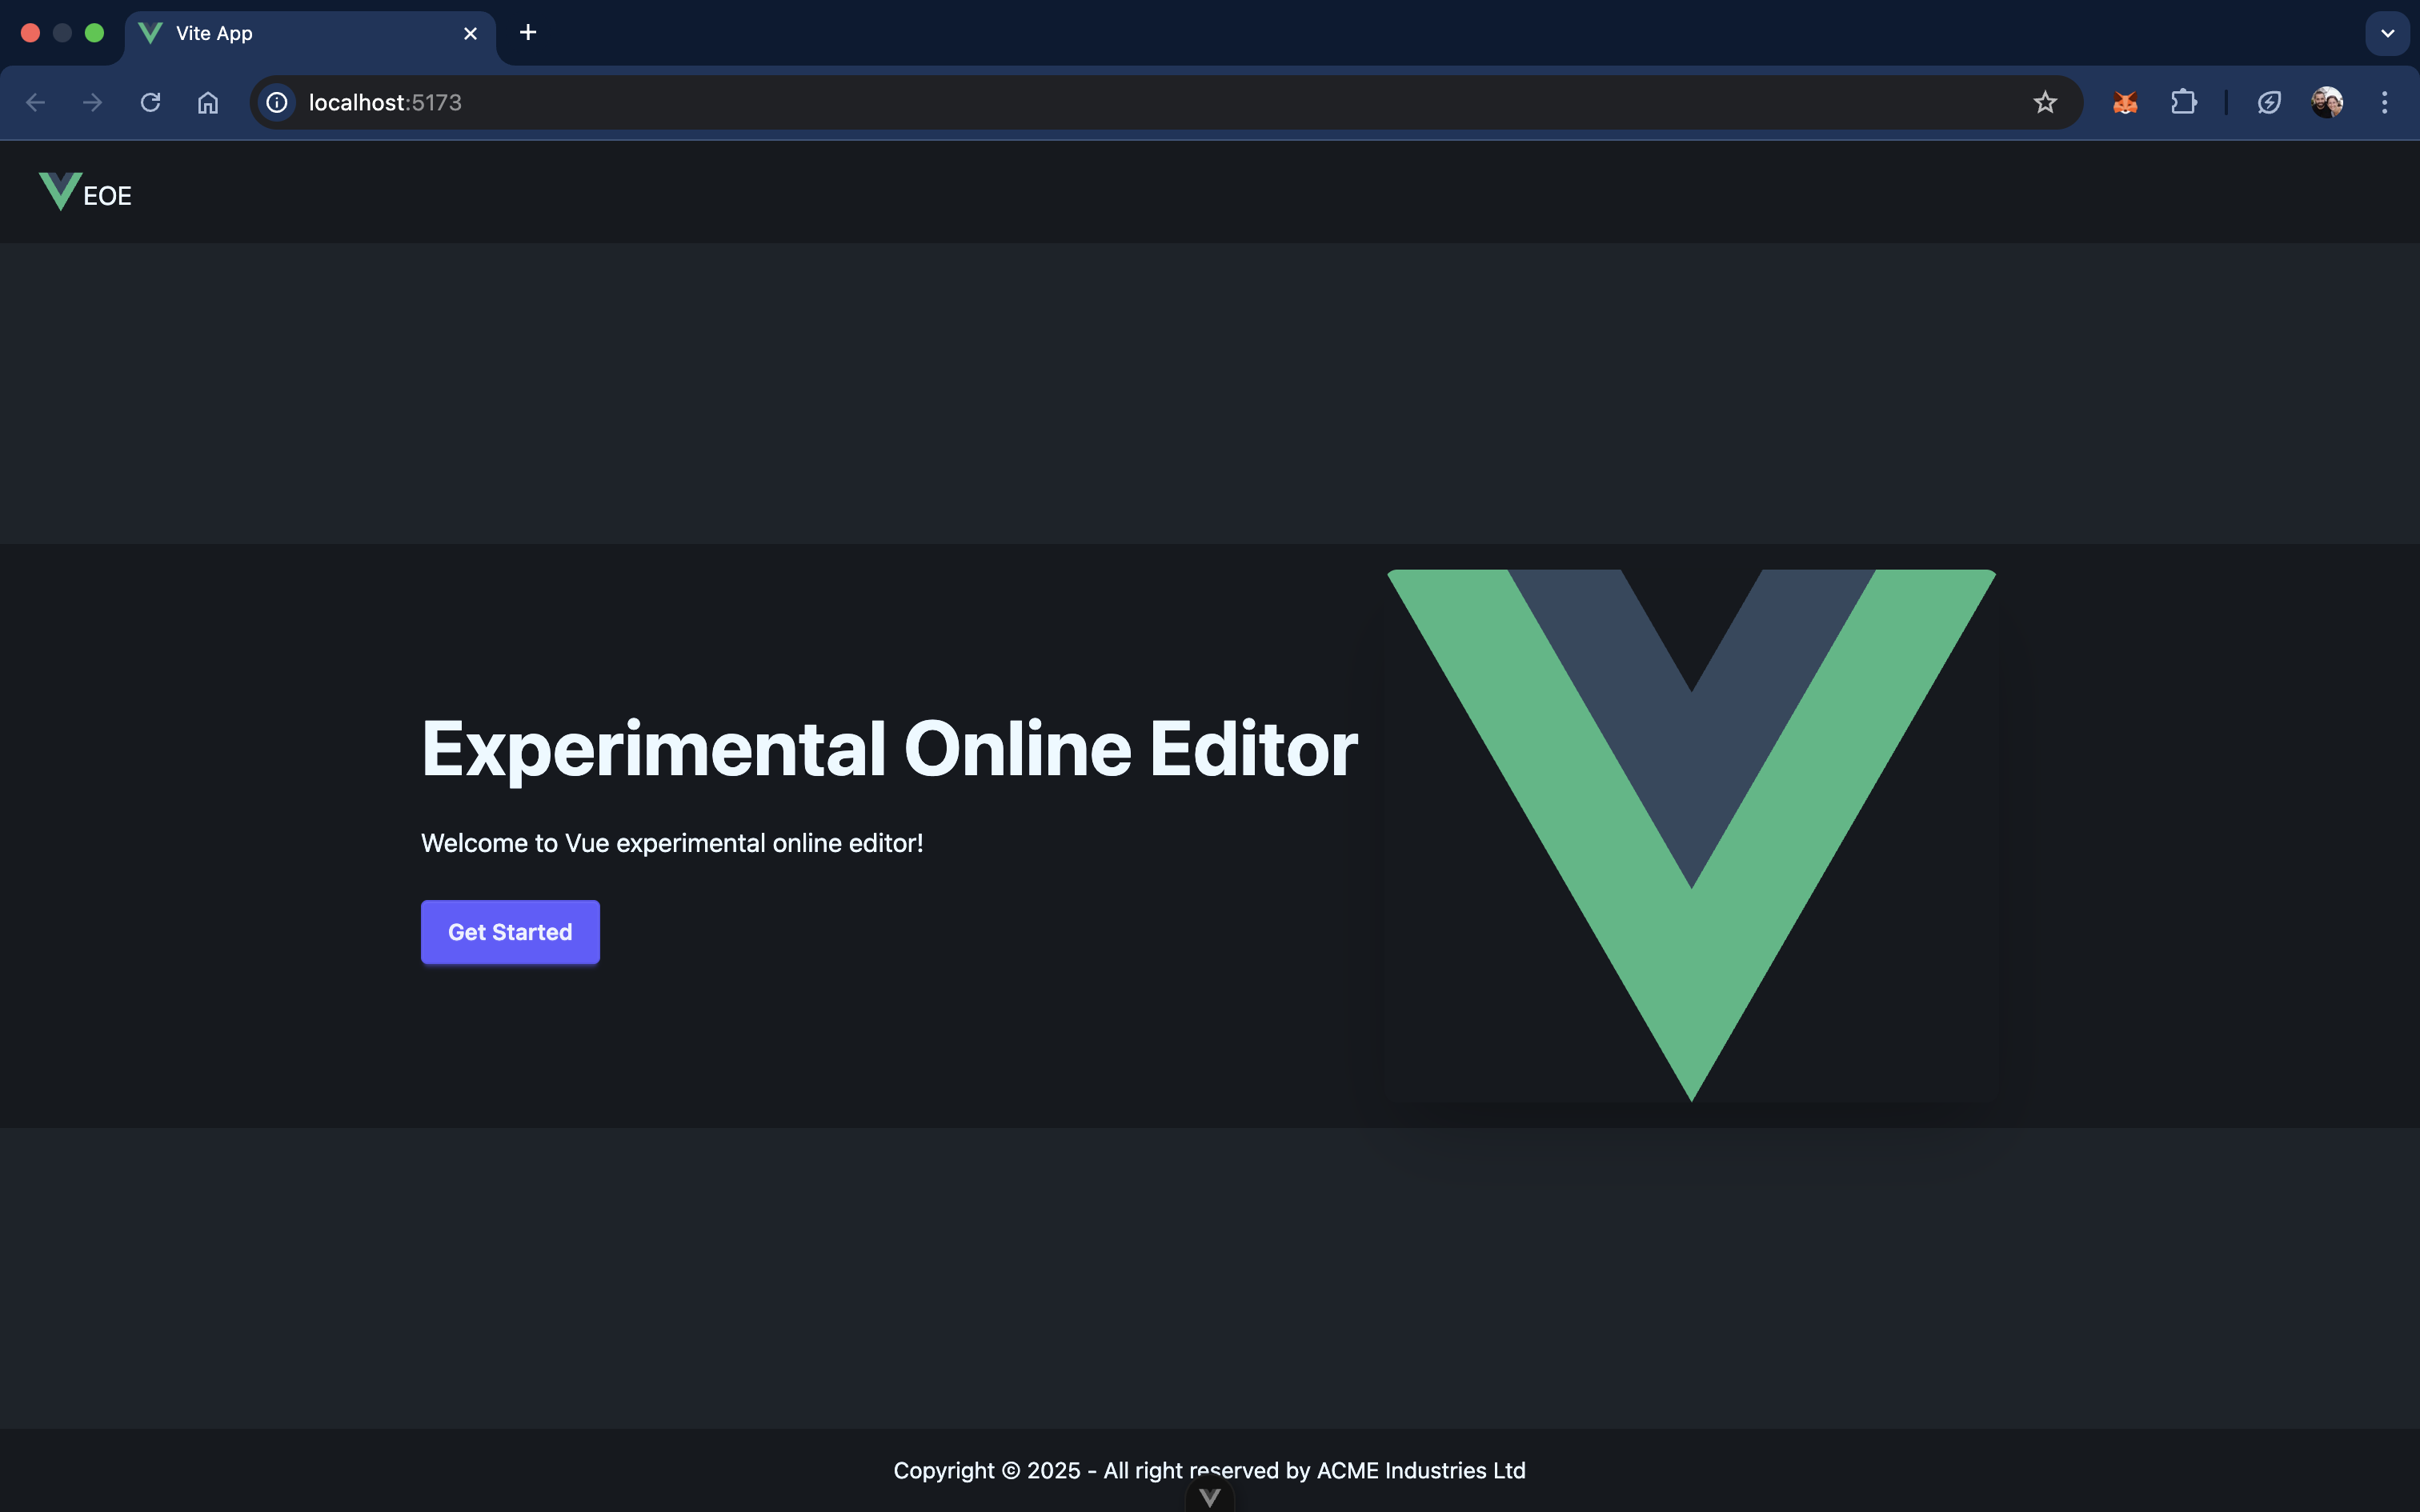 Vite App
localhost:5173
EOE
Experimental Online Editor
Welcome to Vue experimental online editor!
Get Started
Copyright © 2025 - All right reserved by ACME Industries Ltd